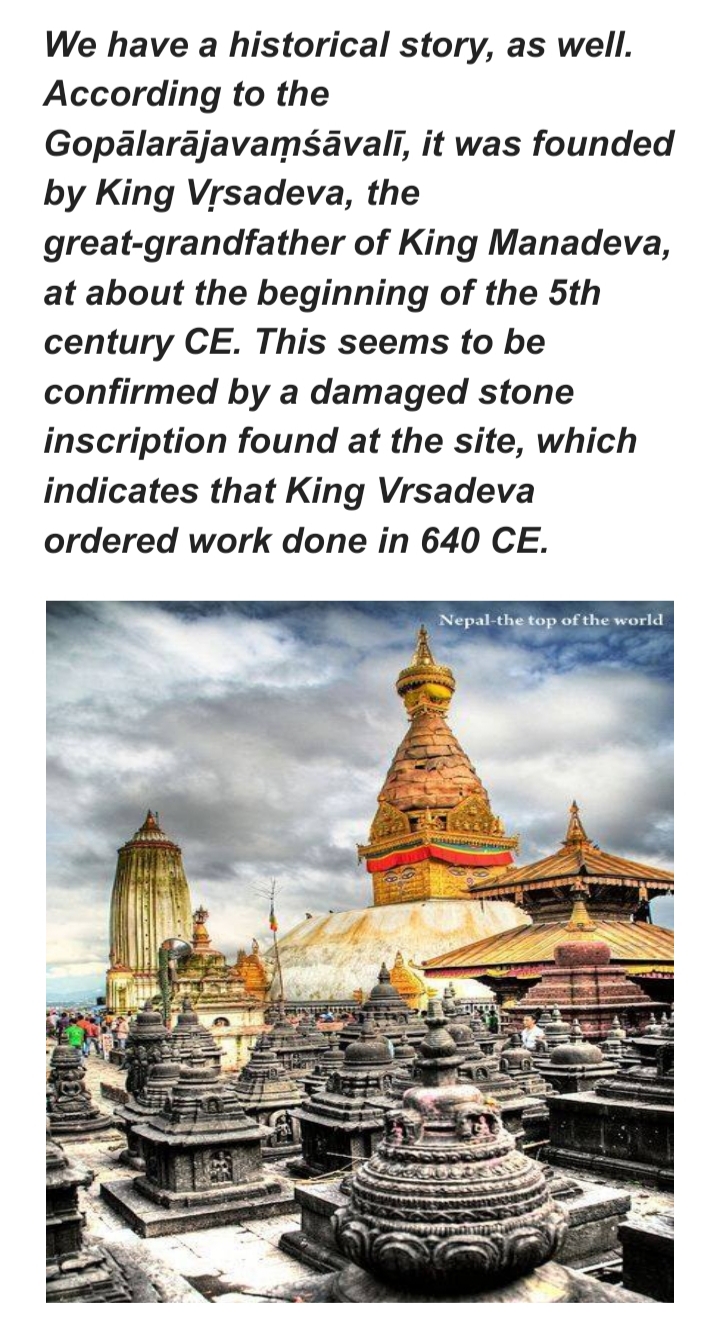 We have a historical story, as well.
According to the
Gopālarājavaṃśāvalī, it was founded
by King Vṛsadeva, the
great-grandfather of King Manadeva,
at about the beginning of the 5th
century CE. This seems to be
confirmed by a damaged stone
inscription found at the site, which
indicates that King Vrsadeva
ordered work done in 640 CE.
Nepal-the top of the world